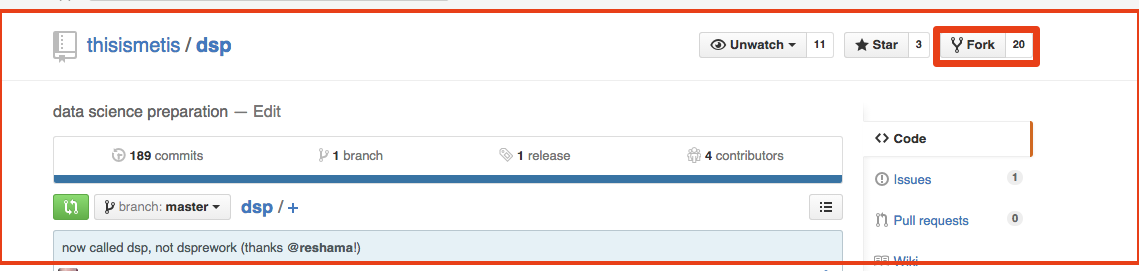 thisismetis / dsp
Unwatch 11 Star 3 Fork 20
data science preparation — Edit
189 commits 1 branch 1 release 4 contributors
Code
Issues 1
Pull requests 0
Wiki
branch: master dsp / +
now called dsp, not dsprework (thanks @reshama!)